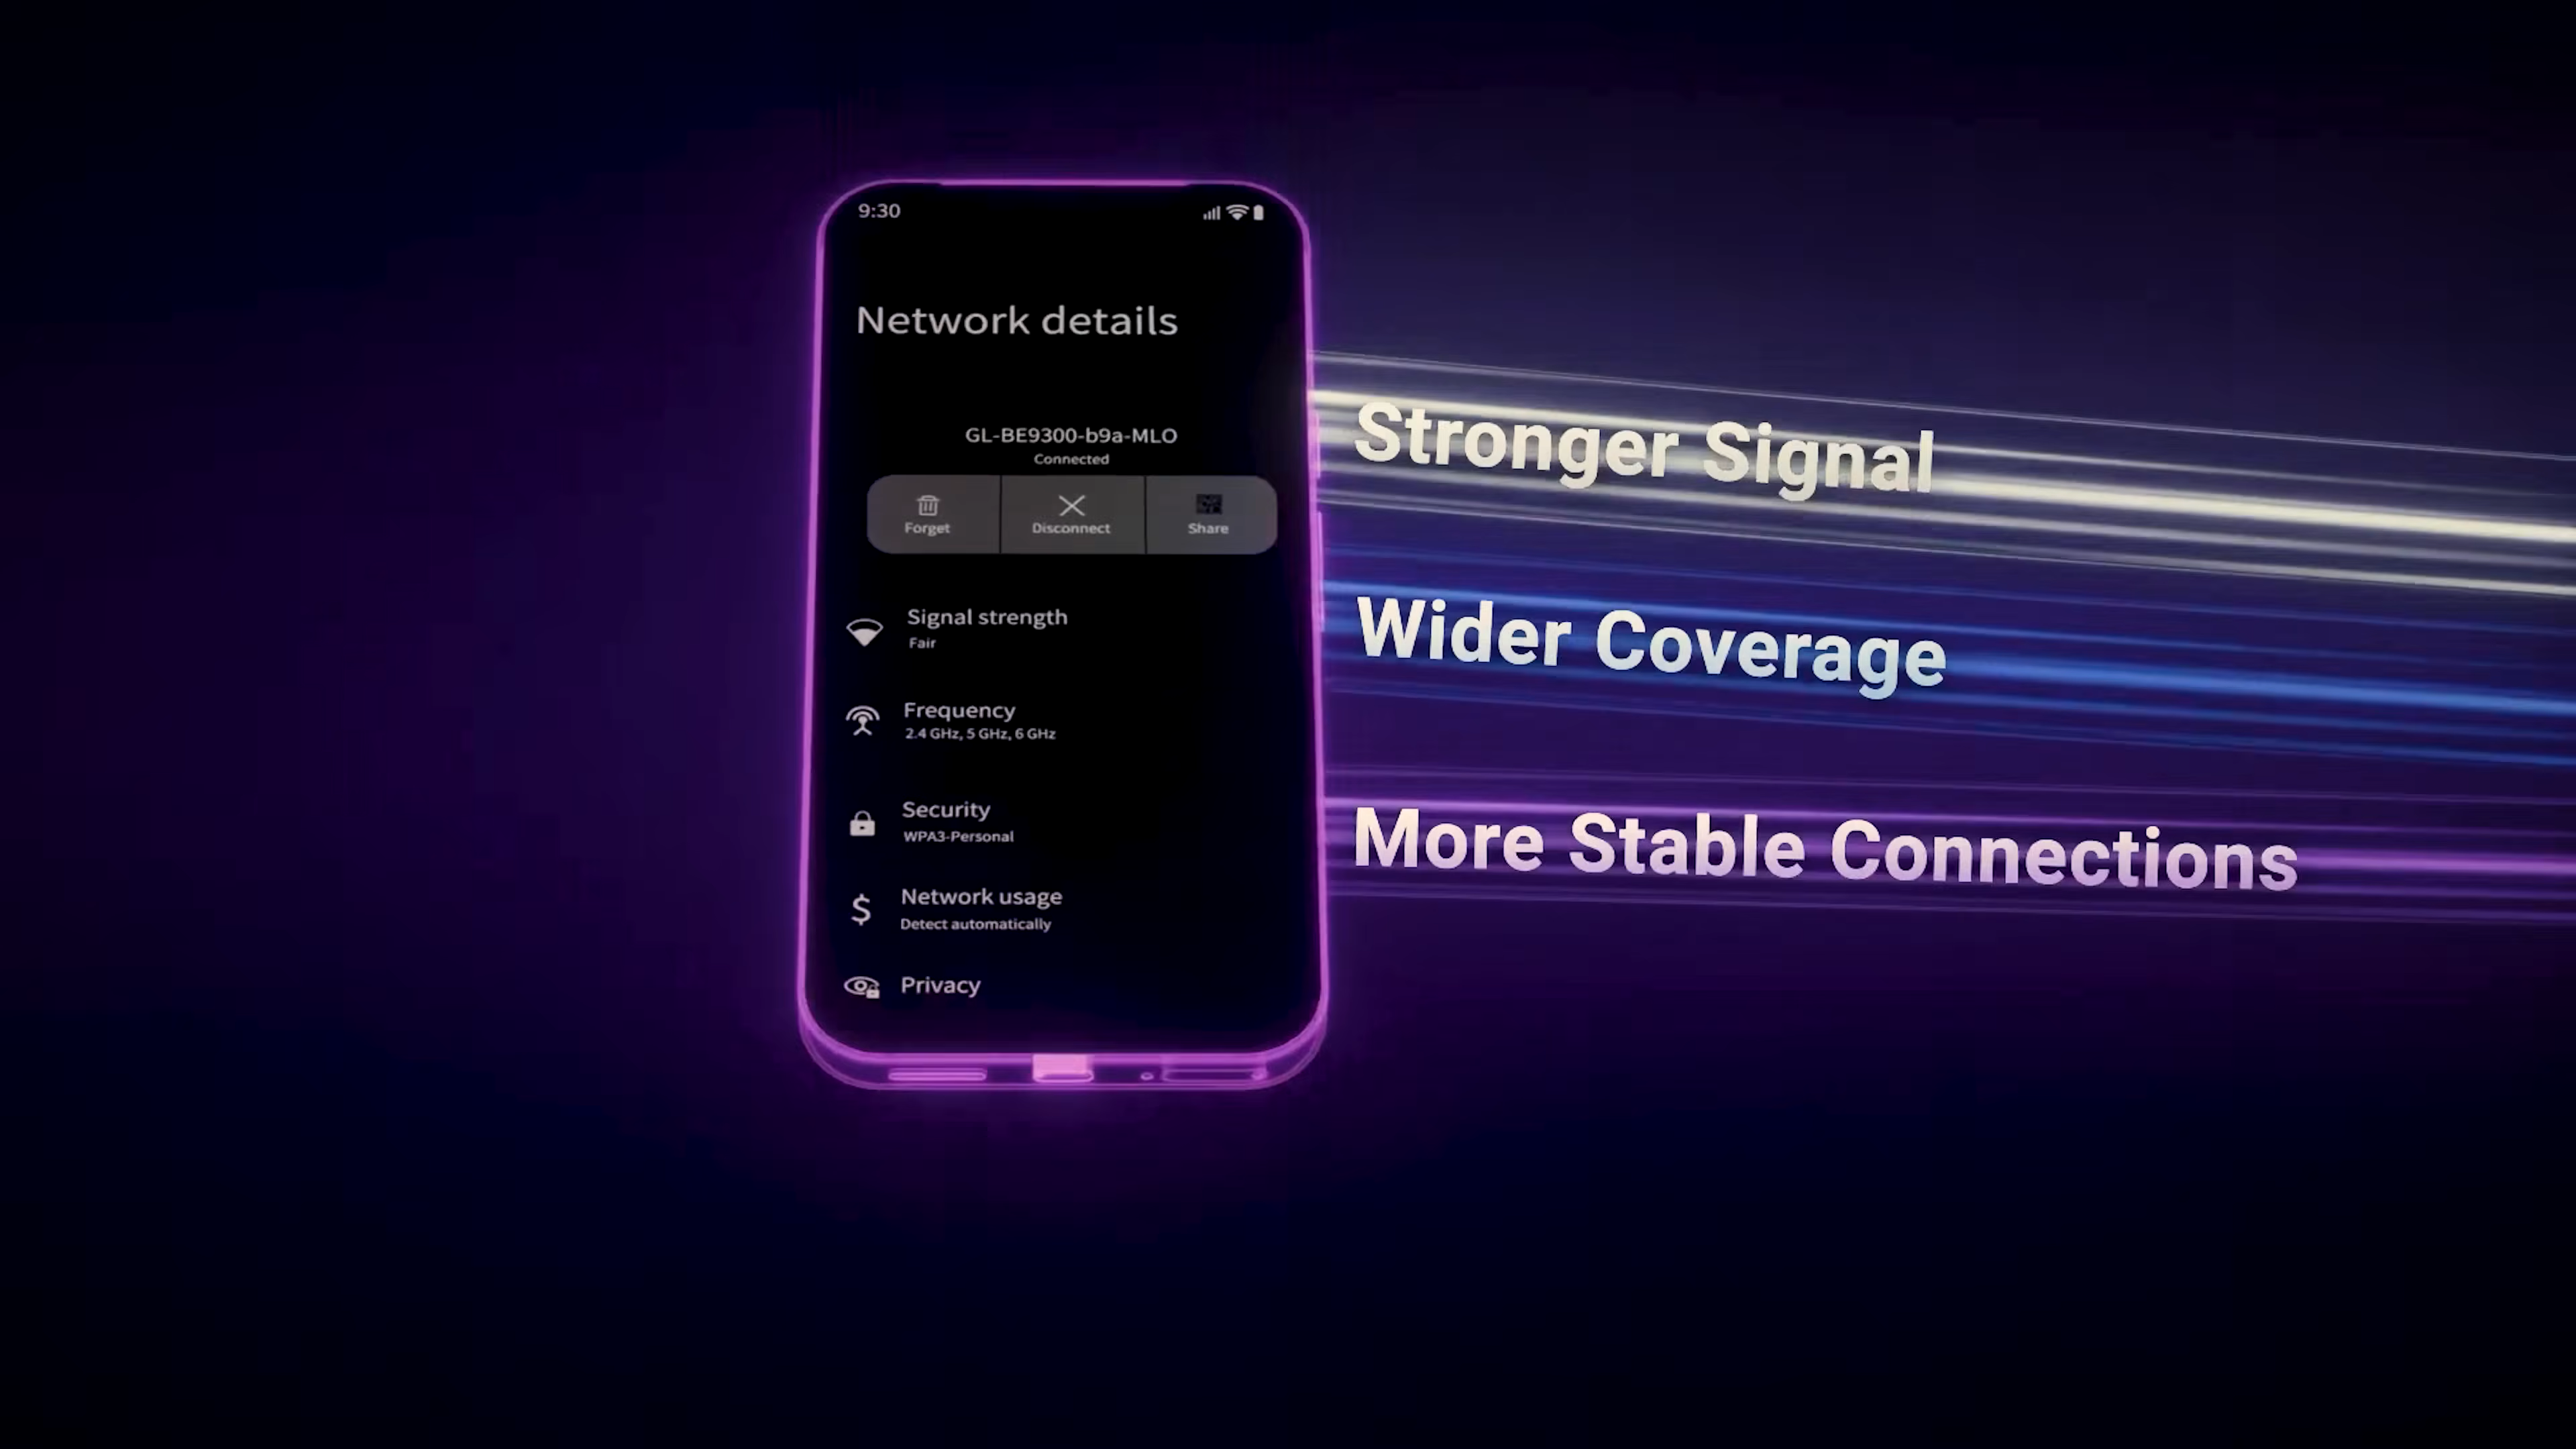 9:30
Network details
GL-BE9300-b9a-MLO
Connected
Forget
Disconnect
Share
Signal strength
Fair
Frequency
2.4 GHz, 5 GHz, 6 GHz
Security
WPA3-Personal
Network usage
Detect automatically
Privacy
Stronger Signal
Wider Coverage
More Stable Connections